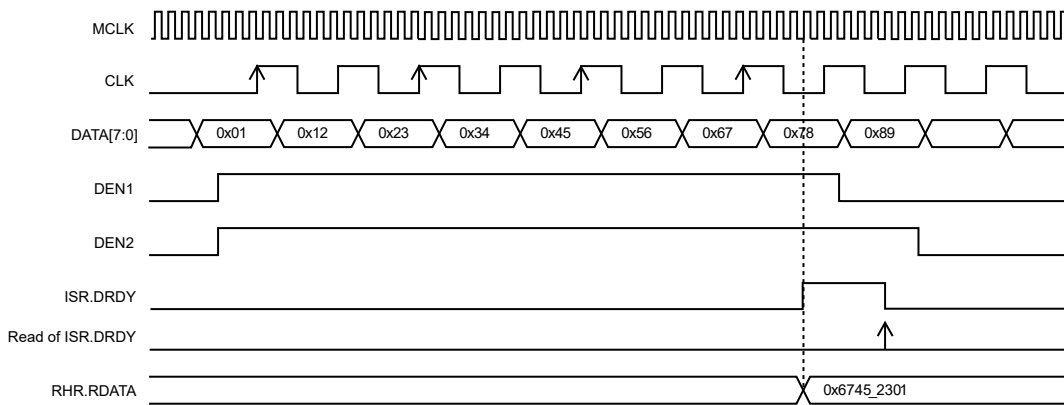 MCLK
CLK
DATA[7:0] 0x01 0x12 0x23 0x34 0x45 0x56 0x67 0x78 0x89
DEN1
DEN2
ISR.DRDY
Read of ISR.DRDY
RHR.RDATA 0x6745_2301